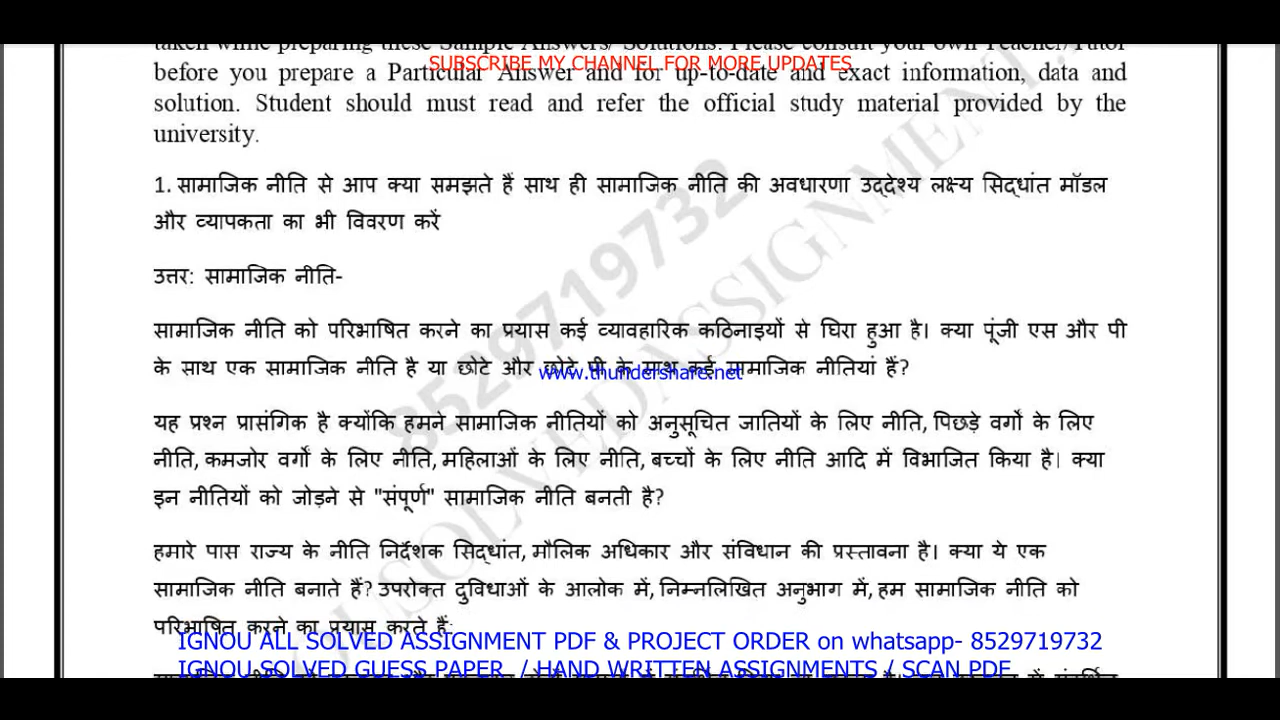 taken while preparing these Sample Answers/ Solutions. Please consult your own Teacher/Tutor
SUBSCRIBE MY CHANNEL FOR MORE UPDATES
before you prepare a Particular Answer and for up-to-date and exact information, data and
solution. Student should must read and refer the official study material provided by the
university.
1. सामाजिक नीति से आप क्या समझते हैं साथ ही सामाजिक नीति की अवधारणा उद्देश्य लक्ष्य सिद्धांत मॉडल
और व्यापकता का भी विवरण करें
उत्तर: सामाजिक नीति-
सामाजिक नीति को परिभाषित करने का प्रयास कई व्यावहारिक कठिनाइयों से घिरा हुआ है। क्या पूंजी एस और पी
के साथ एक सामाजिक नीति है या छोटे और छोटे पी के साथ कई सामाजिक नीतियां हैं?
www.thundershare.net
यह प्रश्न प्रासंगिक है क्योंकि हमने सामाजिक नीतियों को अनुसूचित जातियों के लिए नीति, पिछड़े वर्गों के लिए
नीति, कमजोर वर्गों के लिए नीति, महिलाओं के लिए नीति, बच्चों के लिए नीति आदि में विभाजित किया है। क्या
इन नीतियों को जोड़ने से "संपूर्ण" सामाजिक नीति बनती है?
हमारे पास राज्य के नीति निर्देशक सिद्धांत, मौलिक अधिकार और संविधान की प्रस्तावना है। क्या ये एक
सामाजिक नीति बनाते हैं? उपरोक्त दुविधाओं के आलोक में, निम्नलिखित अनुभाग में, हम सामाजिक नीति को
परिभाषित करने का प्रयास करते हैं:
IGNOU ALL SOLVED ASSIGNMENT PDF & PROJECT ORDER on whatsapp- 8529719732
IGNOU SOLVED GUESS PAPER / HAND WRITTEN ASSIGNMENTS / SCAN PDF
8529719732
SOLVEDASSIGNMENT